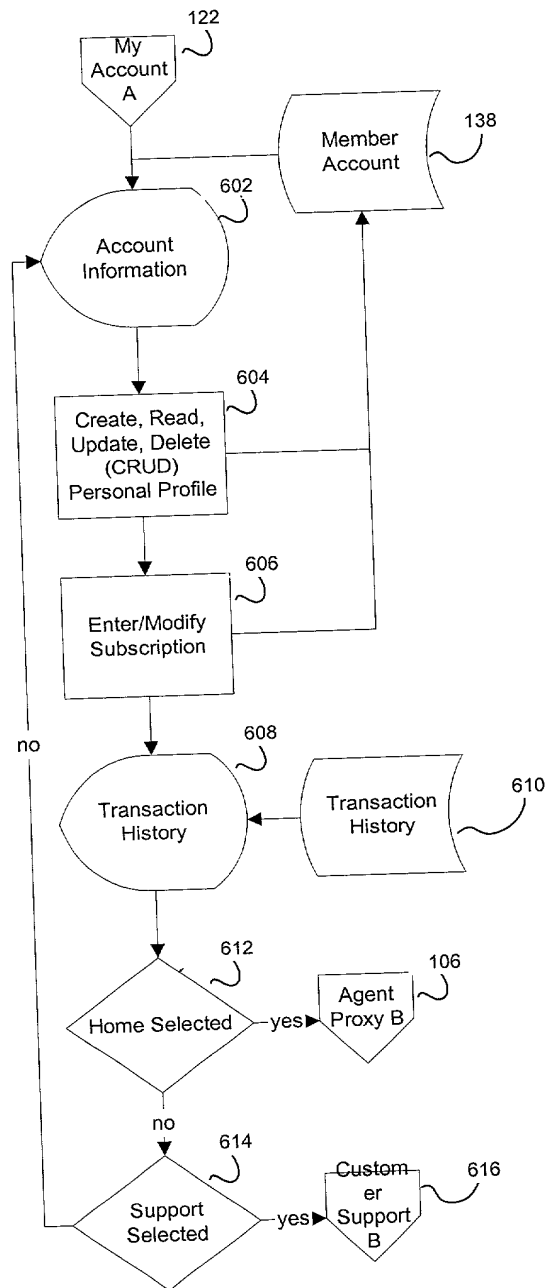 122
My
Account
A
138
Member
Account
602
Account
Information
604
Create, Read,
Update, Delete
(CRUD)
Personal Profile
606
Enter/Modify
Subscription
no
608
Transaction
History
Transaction
History
610
612
Home Selected
yes
106
Agent
Proxy B
no
614
Support
Selected
yes
Custom
er
Support
B
616